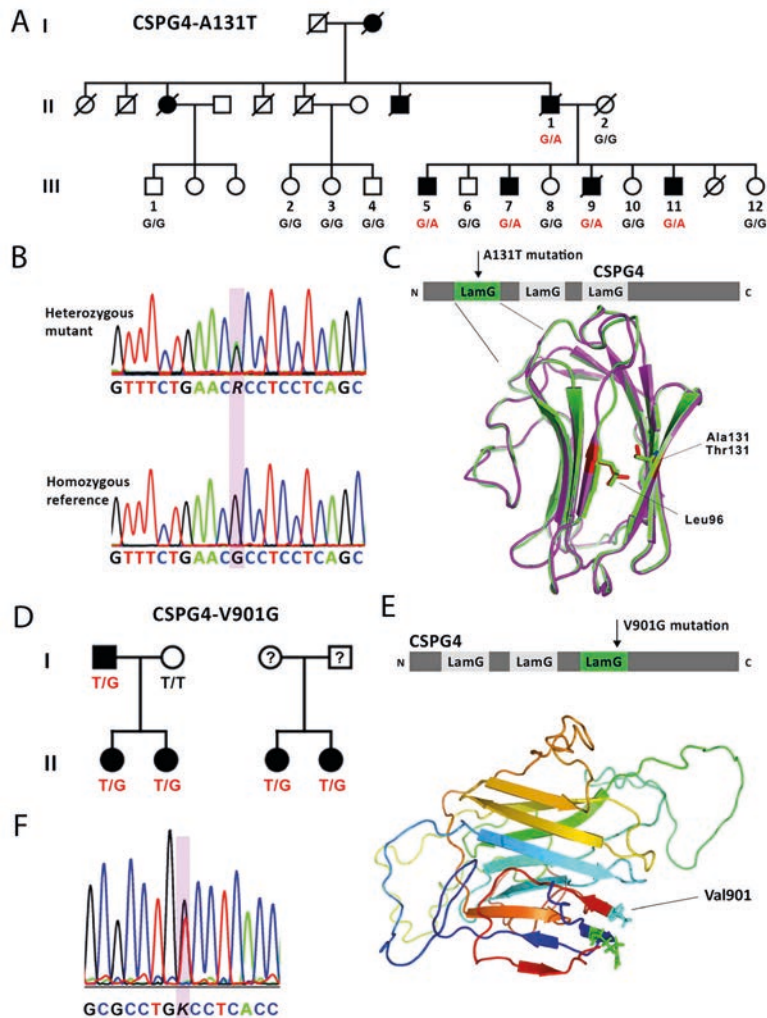 A
CSPG4-A131T
I
II
1
2
G/A
G/G
III
1
2
3
4
5
6
7
8
9
10
11
12
G/G
G/G
G/G
G/G
G/A
G/G
G/A
G/G
G/A
G/G
G/A
G/G
B
Heterozygous
mutant
GTTTCTGAACRCCTCCTCAGC
Homozygous
reference
GTTTCTGAACGCCTCCTCAGC
C
A131T mutation
CSPG4
N
LamG
LamG
LamG
C
Ala131
Thr131
Leu96
D
CSPG4-V901G
I
?
?
T/G
T/T
II
T/G
T/G
T/G
T/G
E
V901G mutation
CSPG4
N
LamG
LamG
LamG
C
Val901
F
GCGCCTGKCCTCACC